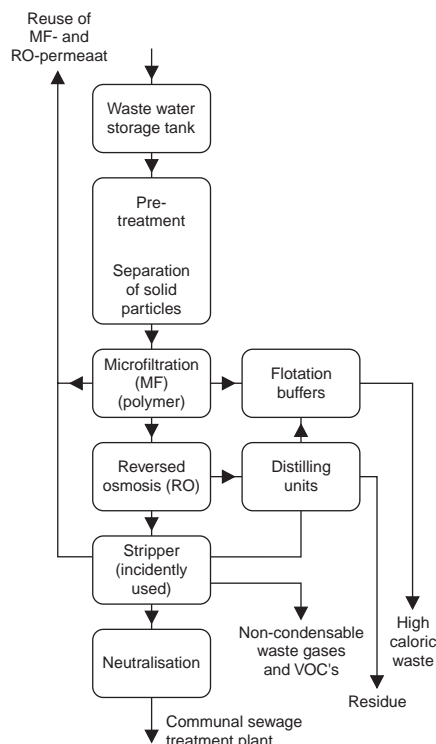 Reuse of
MF- and
RO-permeaat
Waste water
storage tank
Pre-
treatment
Separation
of solid
particles
Microfiltration
(MF)
(polymer)
Flotation
buffers
Reversed
osmosis (RO)
Distilling
units
Stripper
(incidently
used)
Non-condensable
waste gases
and VOC's
High
caloric
waste
Neutralisation
Residue
Communal sewage
treatment plant